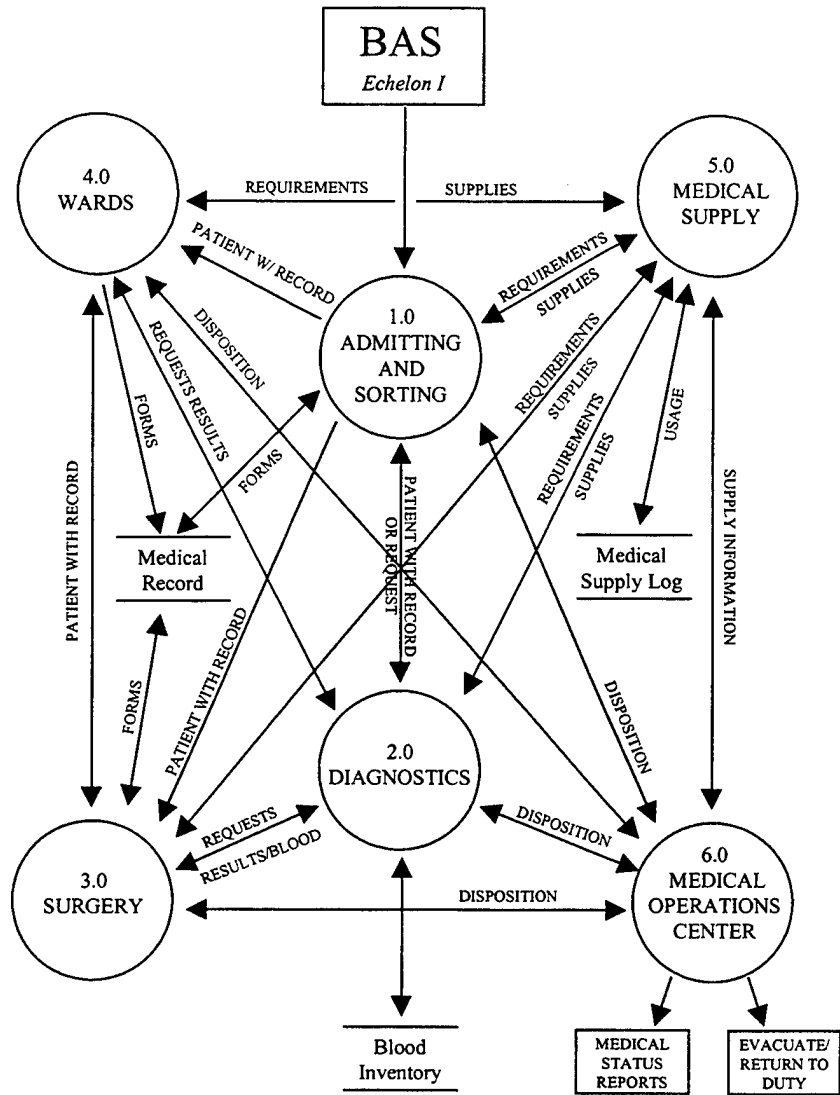 BAS
Echelon I
4.0
WARDS
REQUIREMENTS
SUPPLIES
5.0
MEDICAL
SUPPLY
PATIENT W/ RECORD
REQUIREMENTS
SUPPLIES
1.0
ADMITTING
AND
SORTING
DISPOSITION
REQUESTS RESULTS
FORMS
FORMS
REQUIREMENTS
SUPPLIES
REQUIREMENTS
SUPPLIES
USAGE
PATIENT WITH RECORD
Medical
Record
PATIENT WITH RECORD
OR REQUEST
Medical
Supply Log
SUPPLY INFORMATION
FORMS
PATIENT WITH RECORD
DISPOSITION
2.0
DIAGNOSTICS
REQUESTS
RESULTS/BLOOD
DISPOSITION
3.0
SURGERY
DISPOSITION
6.0
MEDICAL
OPERATIONS
CENTER
Blood
Inventory
MEDICAL
STATUS
REPORTS
EVACUATE/
RETURN TO
DUTY